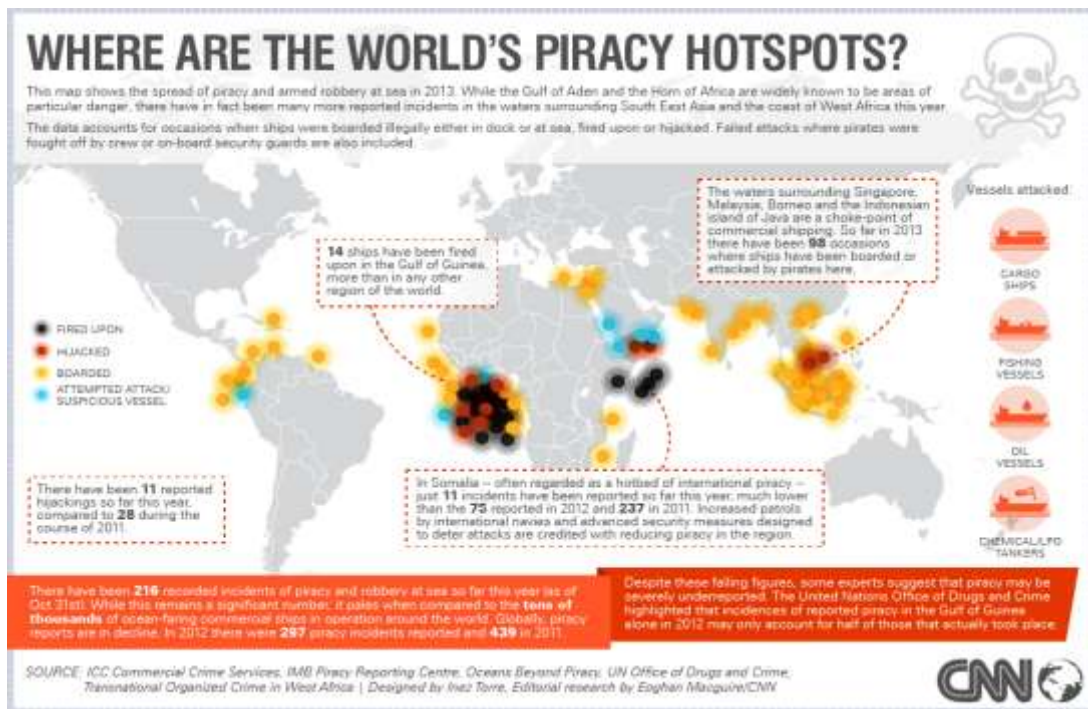 WHERE ARE THE WORLD'S PIRACY HOTSPOTS?
This map shows the spread of piracy and armed robbery at sea in 2013. While the Gulf of Aden and the Horn of Africa are widely known to be areas of
particular danger, there have in fact been many more reported incidents in the waters surrounding South East Asia and the coast of West Africa this year.
The data accounts for occasions when ships were boarded illegally either in dock or at sea, fired upon or hijacked. Failed attacks where pirates were
fought off by crew or on-board security guards are also included.
The waters surrounding Singapore,
Malaysia, Borneo and the Indonesian
island of Java are a choke-point of
commercial shipping. So far in 2013
there have been 98 occasions
where ships have been boarded or
attacked by pirates here.
Vessels attacked
CARGO
SHIPS
FISHING
VESSELS
OIL
VESSELS
CHEMICAL/LPG
TANKERS
14 ships have been fired
upon in the Gulf of Guinea,
more than in any other
region of the world.
FIRED UPON
HIJACKED
BOARDED
ATTEMPTED ATTACK/
SUSPICIOUS VESSEL
There have been 11 reported
hijackings so far this year,
compared to 28 during the
course of 2011.
In Somalia – often regarded as a hotbed of international piracy –
just 11 incidents have been reported so far this year, much lower
than the 75 reported in 2012 and 237 in 2011. Increased patrols
by international navies and advanced security measures designed
to deter attacks are credited with reducing piracy in the region.
There have been 216 recorded incidents of piracy and robbery at sea so far this year (as of
Oct 31st). While this remains a significant number, it pales when compared to the tens of
thousands of ocean-faring commercial ships in operation around the world. Globally, piracy
reports are in decline. In 2012 there were 297 piracy incidents reported and 439 in 2011.
Despite these falling figures, some experts suggest that piracy may be
severely underreported. The United Nations Office of Drugs and Crime
highlighted that incidences of reported piracy in the Gulf of Guinea
alone in 2012 may only account for half of those that actually took place.
SOURCE: ICC Commercial Crime Services, IMB Piracy Reporting Centre, Oceans Beyond Piracy, UN Office of Drugs and Crime,
Transnational Organized Crime in West Africa | Designed by Inez Torre, Editorial research by Eoghan Macguire/CNN
CNN